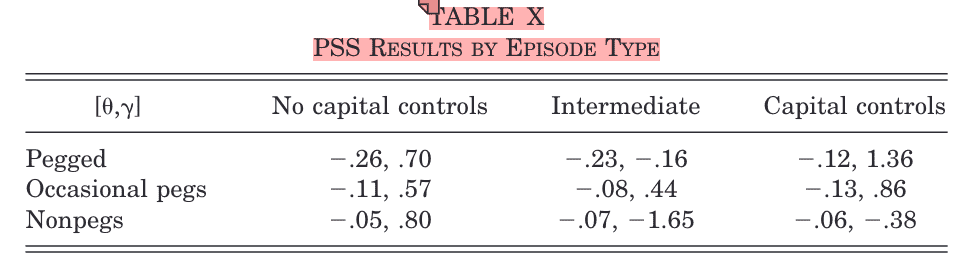 TABLE X
PSS RESULTS BY EPISODE TYPE
[θ,γ] No capital controls Intermediate Capital controls
Pegged −.26, .70 −.23, −.16 −.12, 1.36
Occasional pegs −.11, .57 −.08, .44 −.13, .86
Nonpegs −.05, .80 −.07, −1.65 −.06, −.38